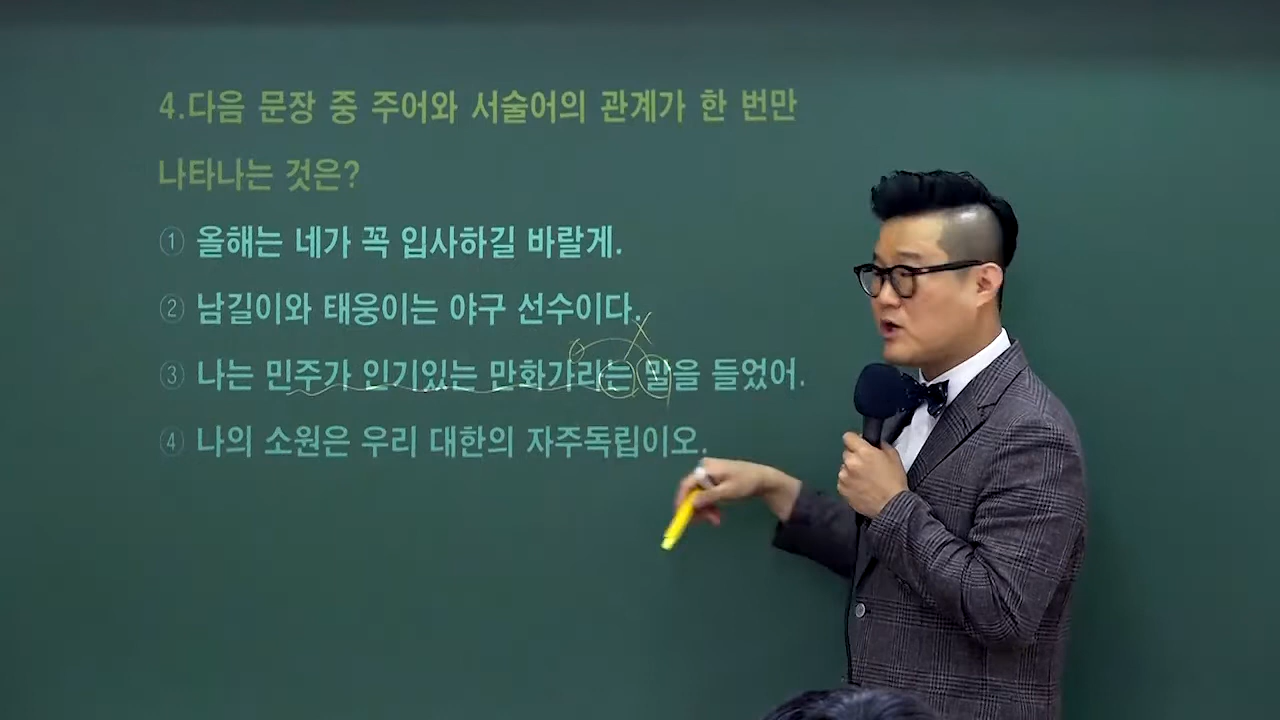 4.다음 문장 중 주어와 서술어의 관계가 한 번만
나타나는 것은?
① 올해는 네가 꼭 입사하길 바랄게.
② 남길이와 태웅이는 야구 선수이다.
③ 나는 민주가 인기있는 만화가라는 말을 들었어.
④ 나의 소원은 우리 대한의 자주독립이오.